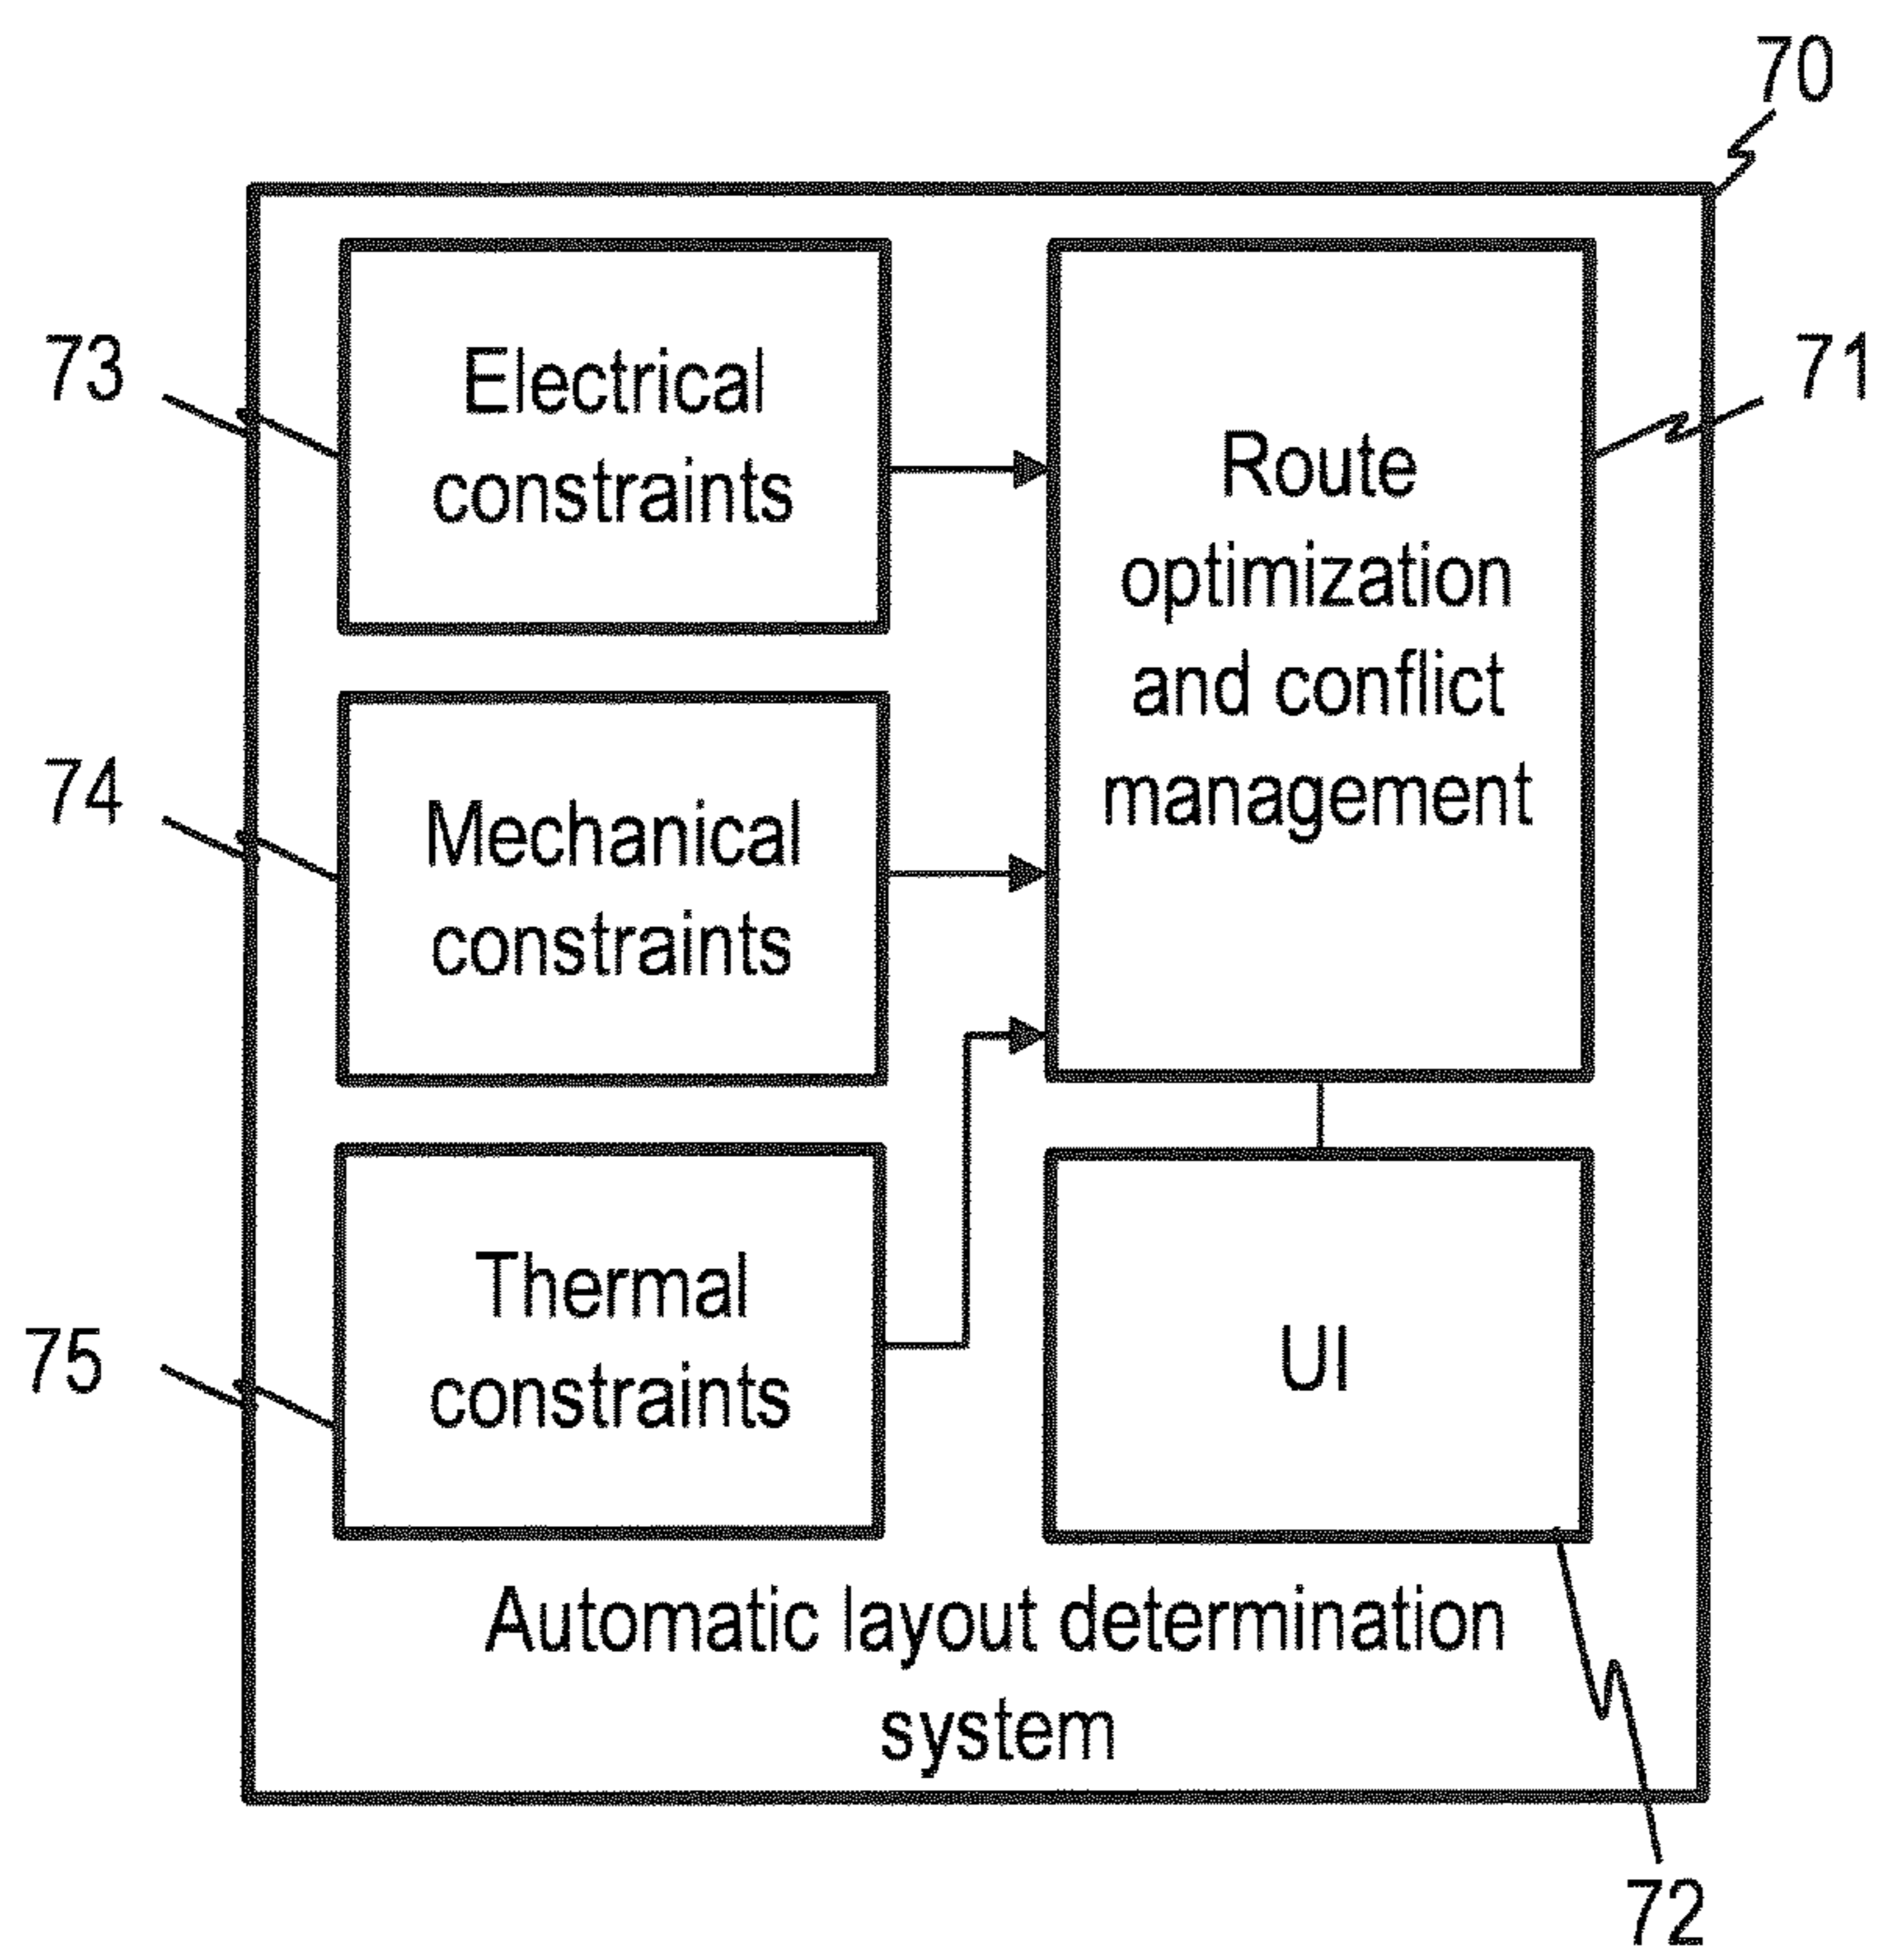 70
73
Electrical
constraints
71
Route
optimization
and conflict
management
74
Mechanical
constraints
75
Thermal
constraints
UI
Automatic layout determination
system
72